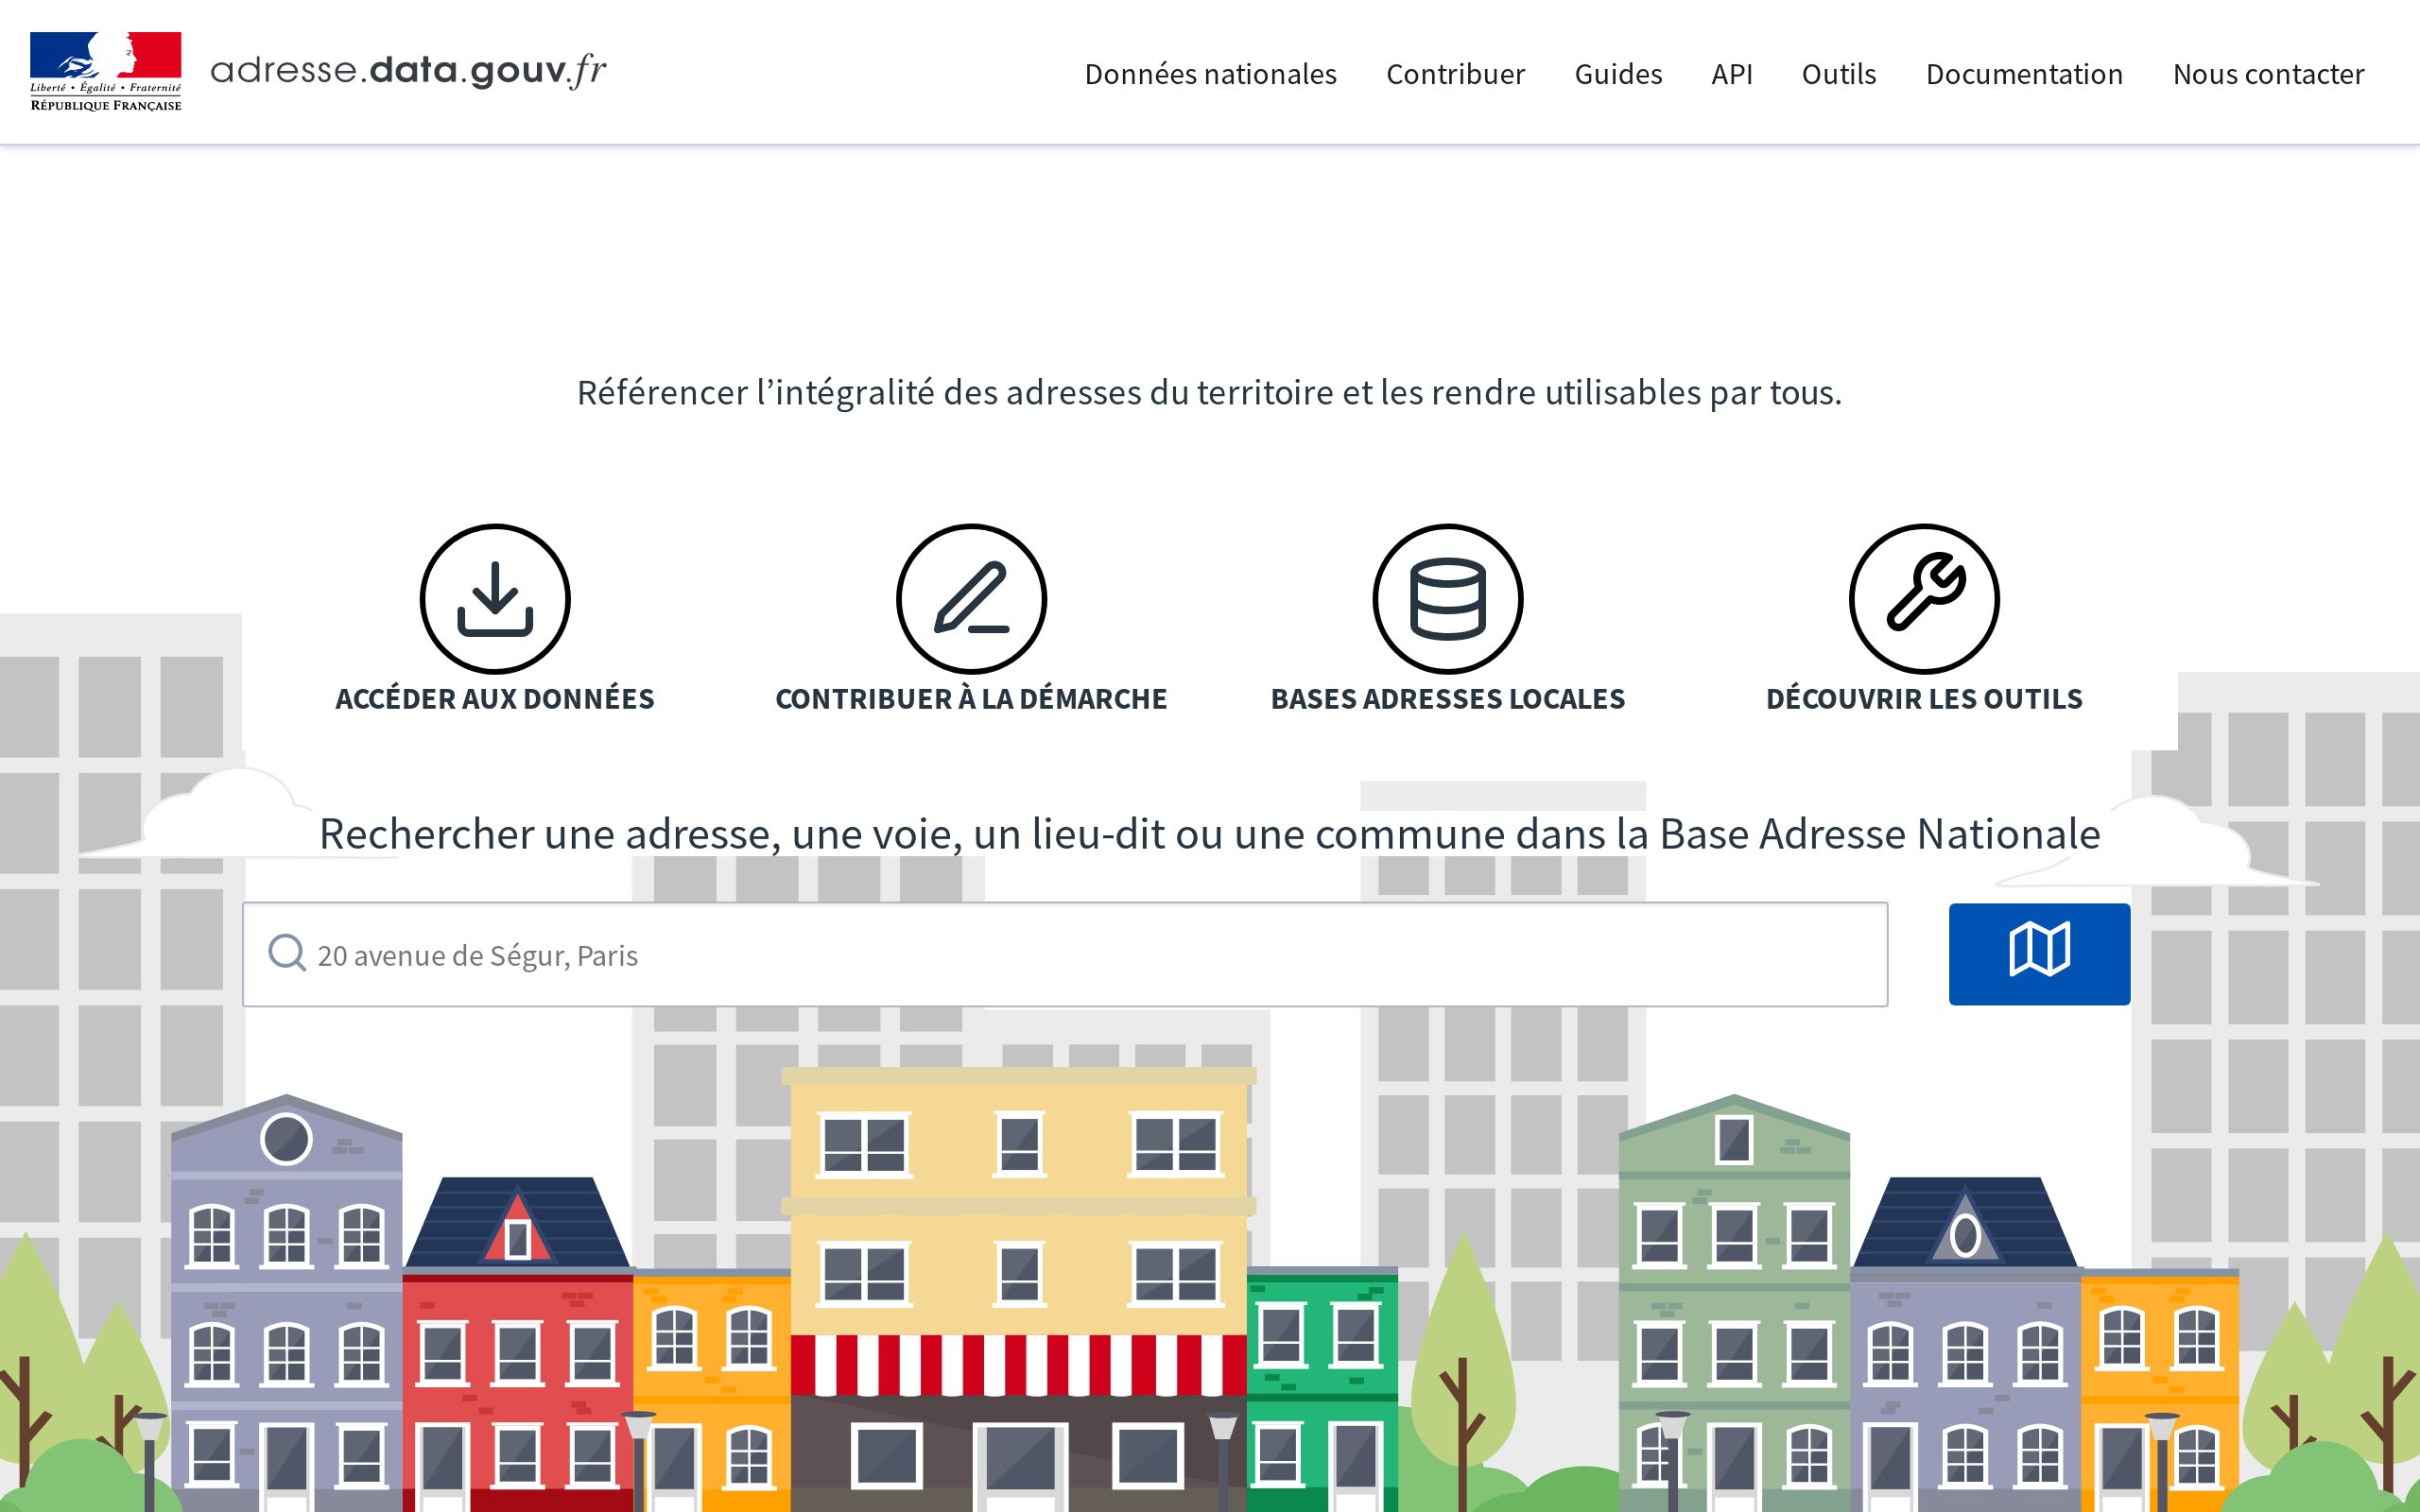 Liberté • Égalité • Fraternité
RÉPUBLIQUE FRANÇAISE
adresse.data.gouv.fr
Données nationales
Contribuer
Guides
API
Outils
Documentation
Nous contacter
Référencer l’intégralité des adresses du territoire et les rendre utilisables par tous.
ACCÉDER AUX DONNÉES
CONTRIBUER À LA DÉMARCHE
BASES ADRESSES LOCALES
DÉCOUVRIR LES OUTILS
Rechercher une adresse, une voie, un lieu-dit ou une commune dans la Base Adresse Nationale
20 avenue de Ségur, Paris